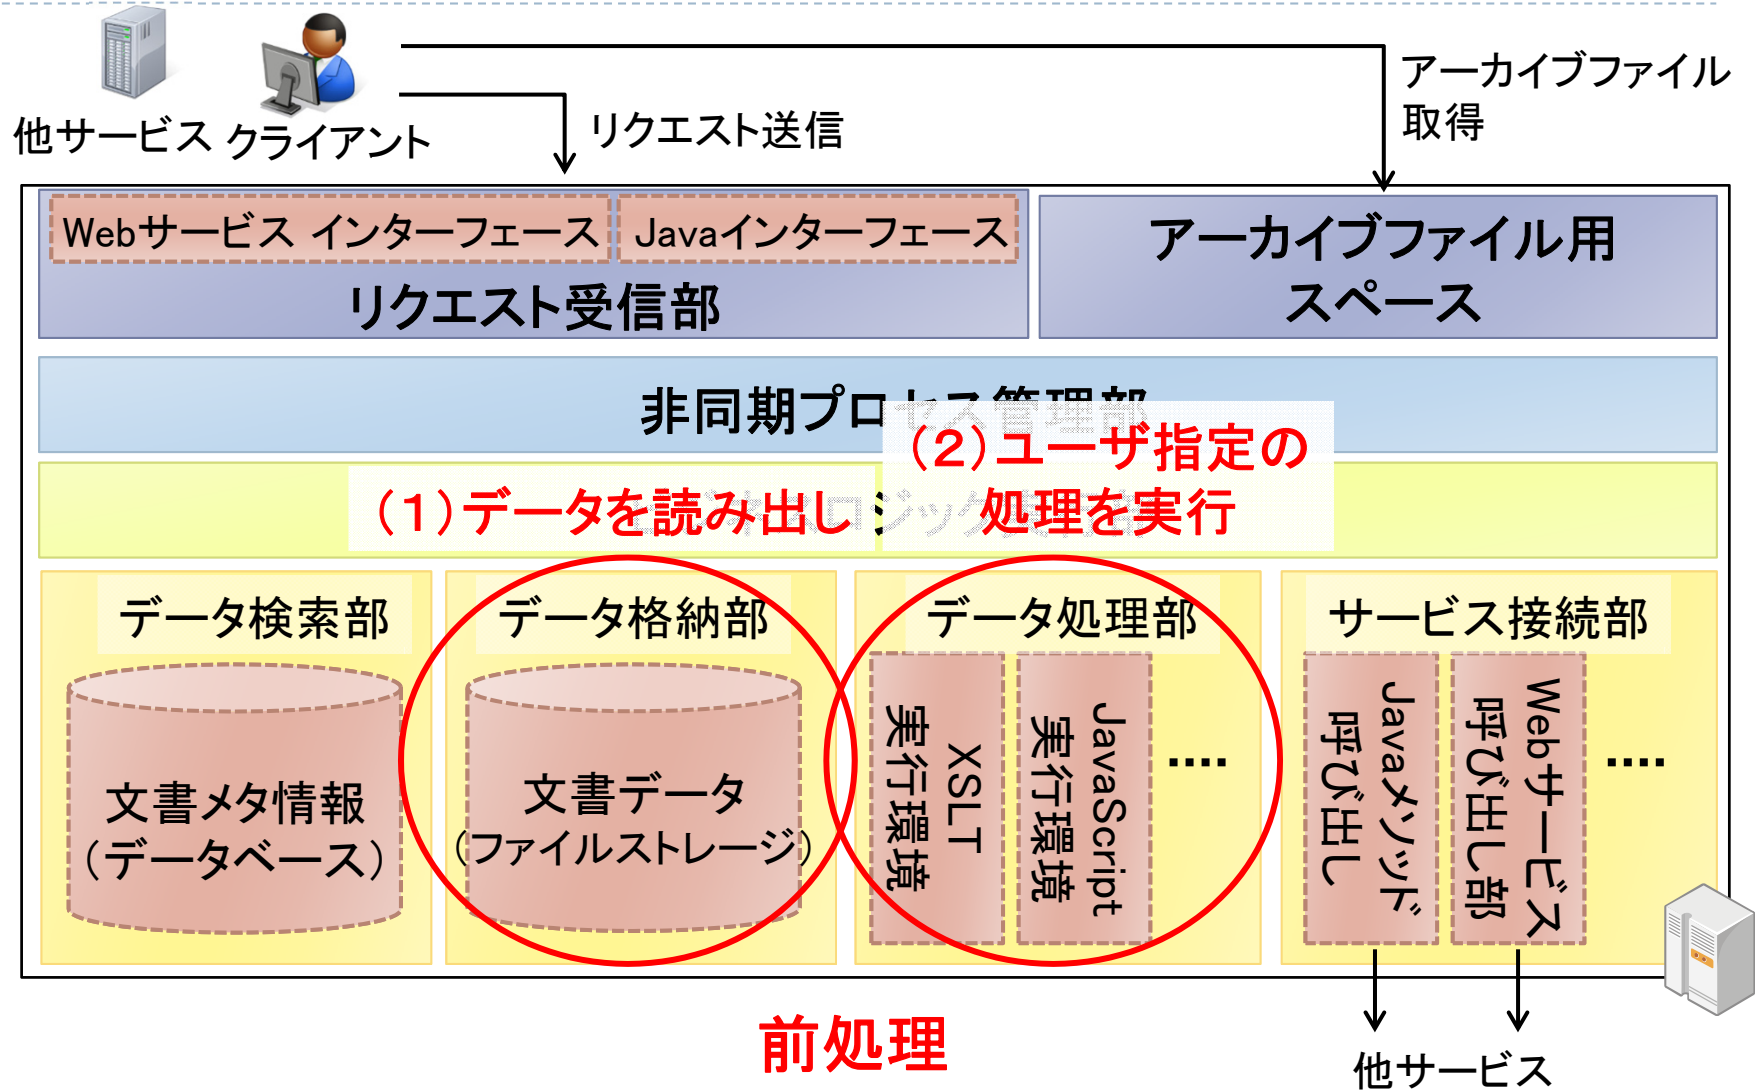 他サービス
クライアント
リクエスト送信
アーカイブファイル
取得
Webサービス インターフェース
Javaインターフェース
リクエスト受信部
アーカイブファイル用
スペース
非同期プロセス管理部
(1)データを読み出し
(2)ユーザ指定の
処理を実行
データ検索部
データ格納部
データ処理部
サービス接続部
文書メタ情報
(データベース)
文書データ
(ファイルストレージ)
XSLT
実行環境
JavaScript
実行環境
....
Javaメソッド
呼び出し
Webサービス
呼び出し部
....
前処理
他サービス